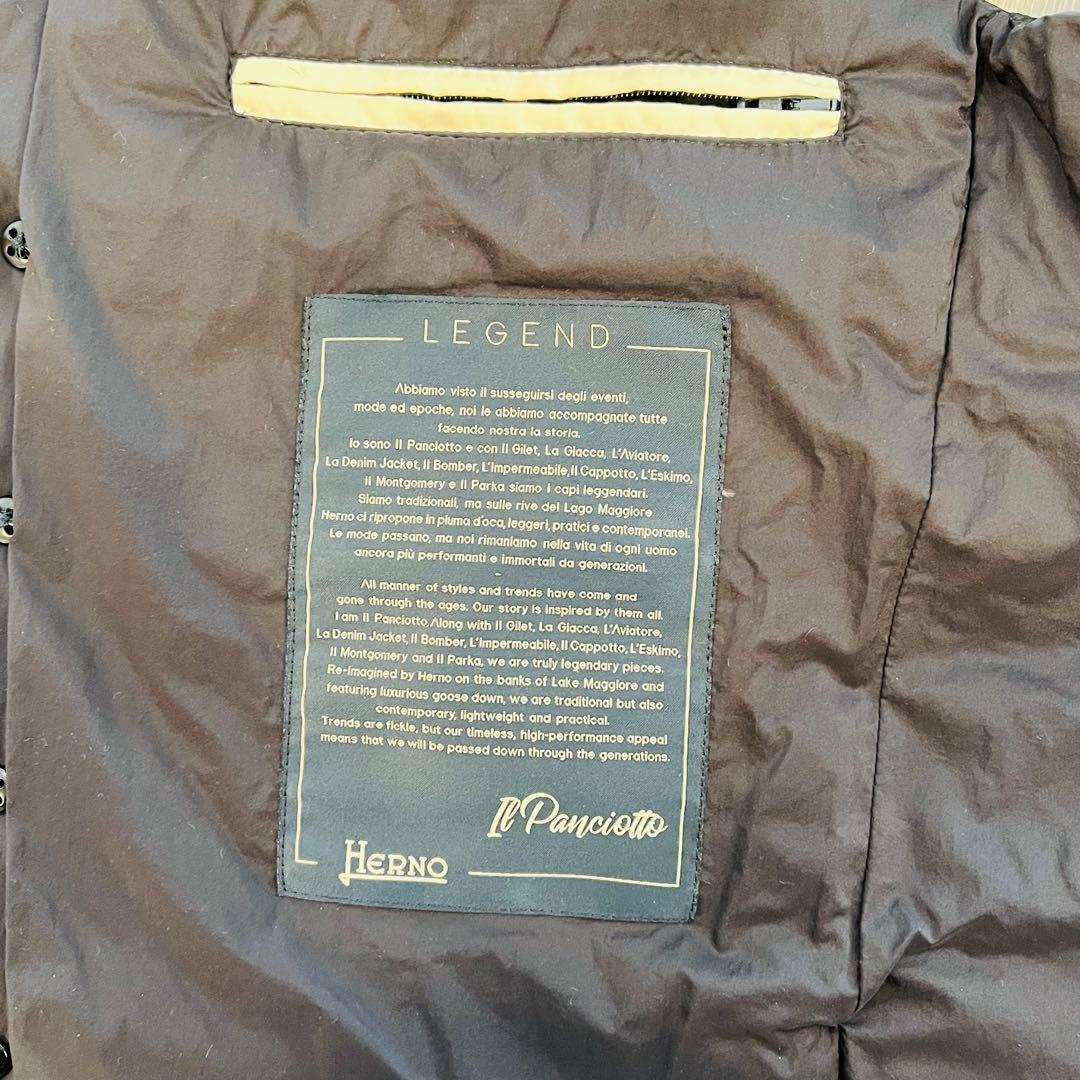 LEGEND
Abbiamo visto il susseguirsi degli eventi,
mode ed epoche, noi le abbiamo accompagnate tutte
facendo nostra la storia.
Io sono Il Panciotto e con Il Gilet, La Giacca, L'Aviatore,
La Denim Jacket, Il Bomber, L'Impermeabile, Il Cappotto, L'Eskimo,
Il Montgomery e Il Parka siamo i capi leggendari.
Siamo tradizionali, ma sulle rive del Lago Maggiore
Herno ci ripropone in piuma d'oca, leggeri, pratici e contemporanei.
Le mode passano, ma noi rimaniamo nella vita di ogni uomo
ancora più performanti e immortali da generazioni.
-
All manner of styles and trends have come and
gone through the ages. Our story is inspired by them all.
I am Il Panciotto, Along with Il Gilet, La Giacca, L'Aviatore,
La Denim Jacket, Il Bomber, L'Impermeabile, Il Cappotto, L'Eskimo,
Il Montgomery and Il Parka, we are truly legendary pieces.
Re-imagined by Herno on the banks of Lake Maggiore and
featuring luxurious goose down, we are traditional but also
contemporary, lightweight and practical.
Trends are fickle, but our timeless, high-performance appeal
means that we will be passed down through the generations.
Il Panciotto
HERNO